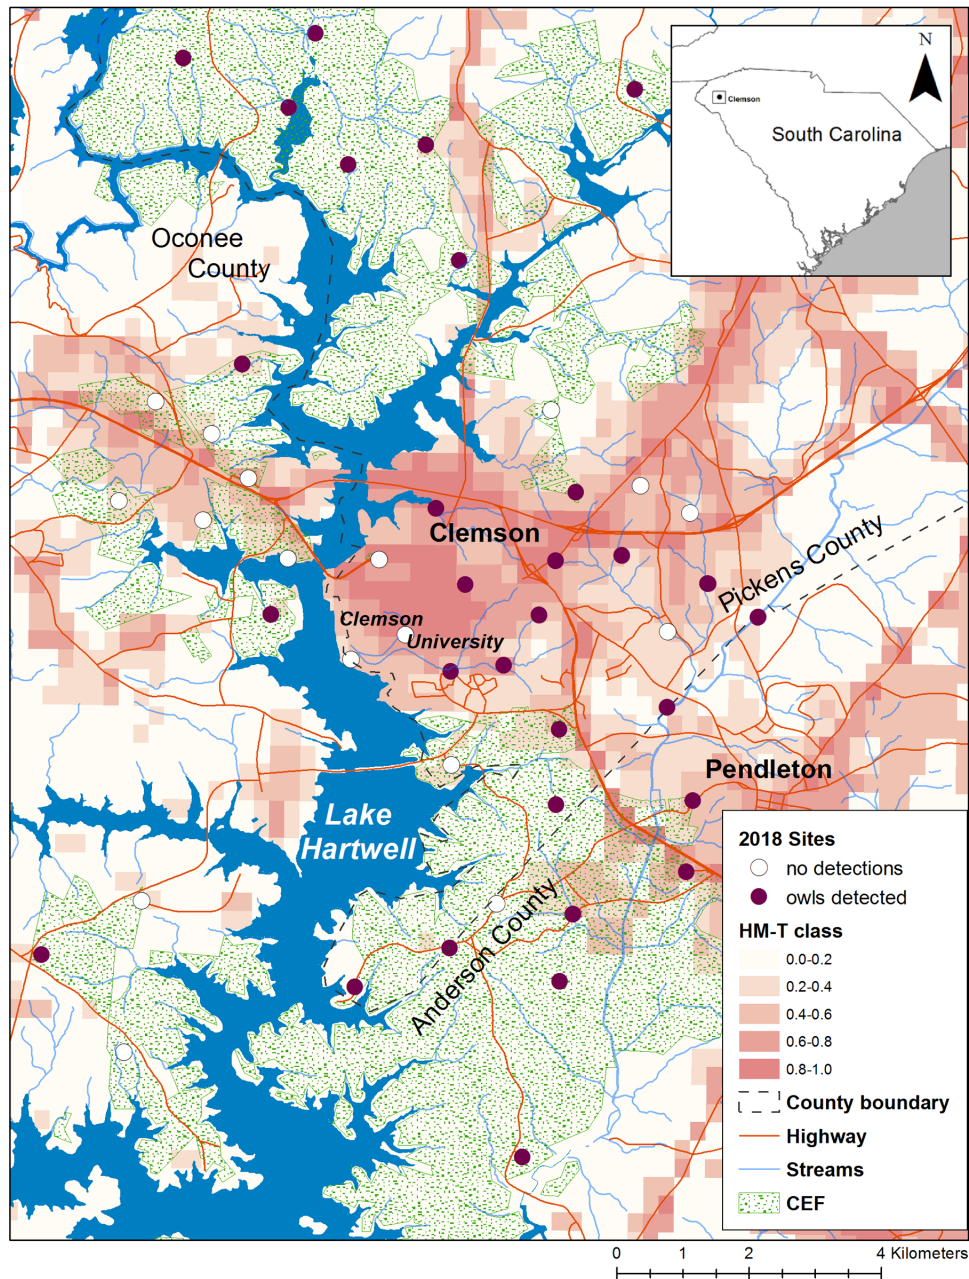 N
Clemson
South Carolina
Oconee
County
Clemson
Pickens County
Clemson
University
Pendleton
Lake
Hartwell
Anderson County
2018 Sites
no detections
owls detected
HM-T class
0.0-0.2
0.2-0.4
0.4-0.6
0.6-0.8
0.8-1.0
County boundary
Highway
Streams
CEF
0 1 2 4 Kilometers